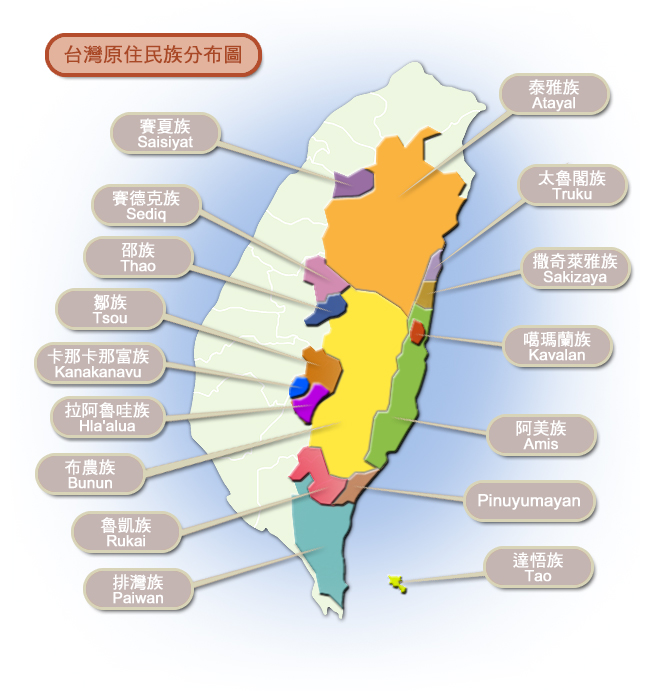 台灣原住民族分布圖
泰雅族
Atayal
賽夏族
Saisiyat
太魯閣族
Truku
賽德克族
Sediq
邵族
Thao
撒奇萊雅族
Sakizaya
鄒族
Tsou
噶瑪蘭族
Kavalan
卡那卡那富族
Kanakanavu
拉阿魯哇族
Hla'alua
阿美族
Amis
布農族
Bunun
Pinuyumayan
魯凱族
Rukai
達悟族
Tao
排灣族
Paiwan